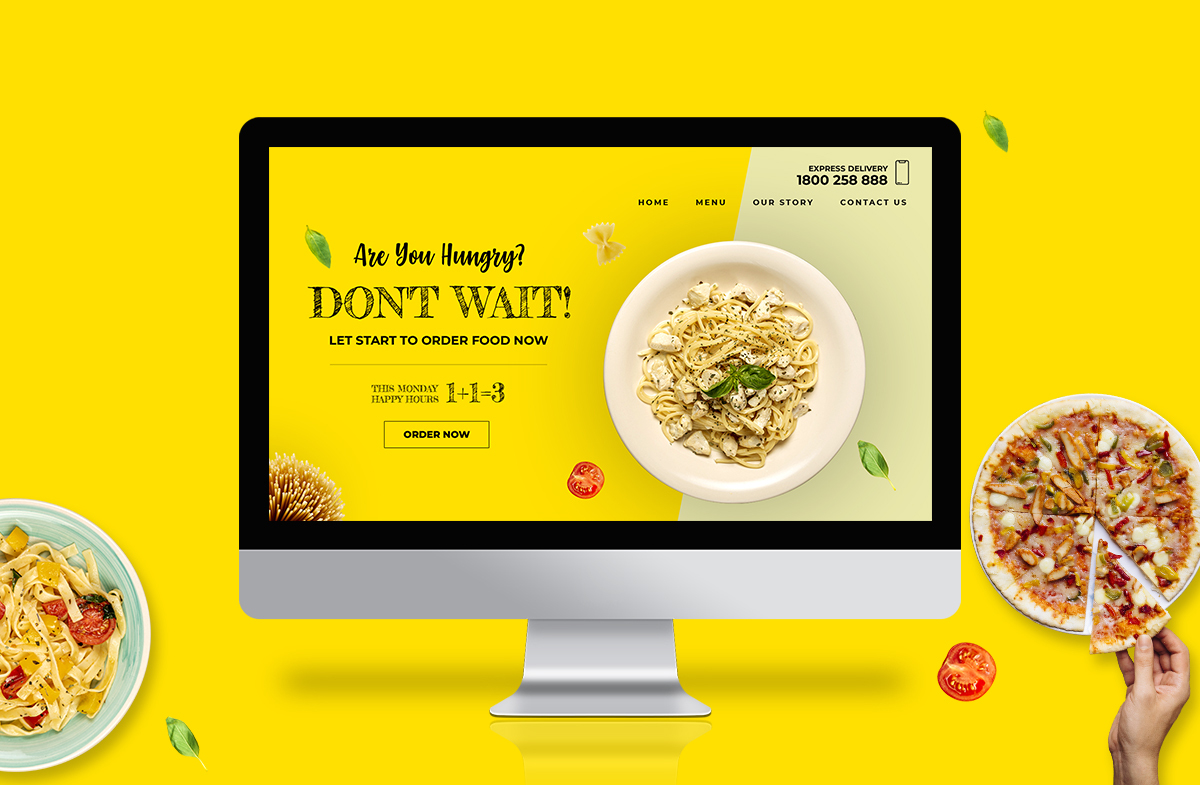 EXPRESS DELIVERY
1800 258 888
HOME MENU OUR STORY CONTACT US
Are You Hungry?
DON'T WAIT!
LET START TO ORDER FOOD NOW
THIS MONDAY
HAPPY HOURS
1+1=3
ORDER NOW